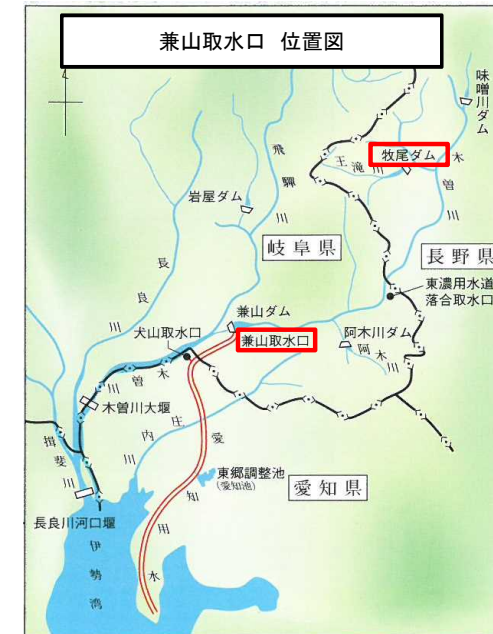 兼山取水口 位置図
味噌川ダム
牧尾ダム
王滝川
木曽川
飛騨川
岩屋ダム
岐阜県
長野県
長良川
東濃用水道
落合取水口
兼山ダム
犬山取水口
兼山取水口
阿木川ダム
阿木川
木曽川
木曽川大堰
庄内川
愛知用水
揖斐川
東郷調整池
(愛知池)
愛知県
長良川河口堰
伊勢湾